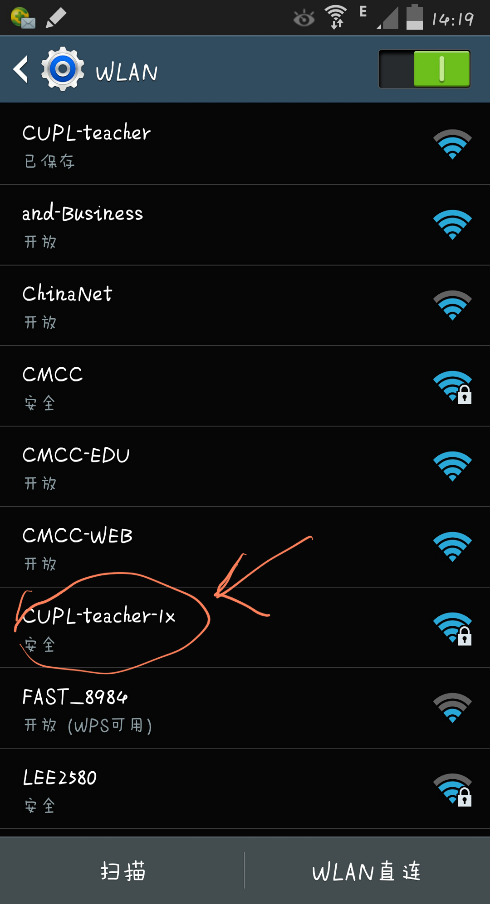 E 14:19
WLAN
CUPL-teacher
已保存
and-Business
开放
ChinaNet
开放
CMCC
安全
CMCC-EDU
开放
CMCC-WEB
开放
CUPL-teacher-1x
安全
FAST_8984
开放 (WPS可用)
LEE2580
安全
扫描
WLAN直连